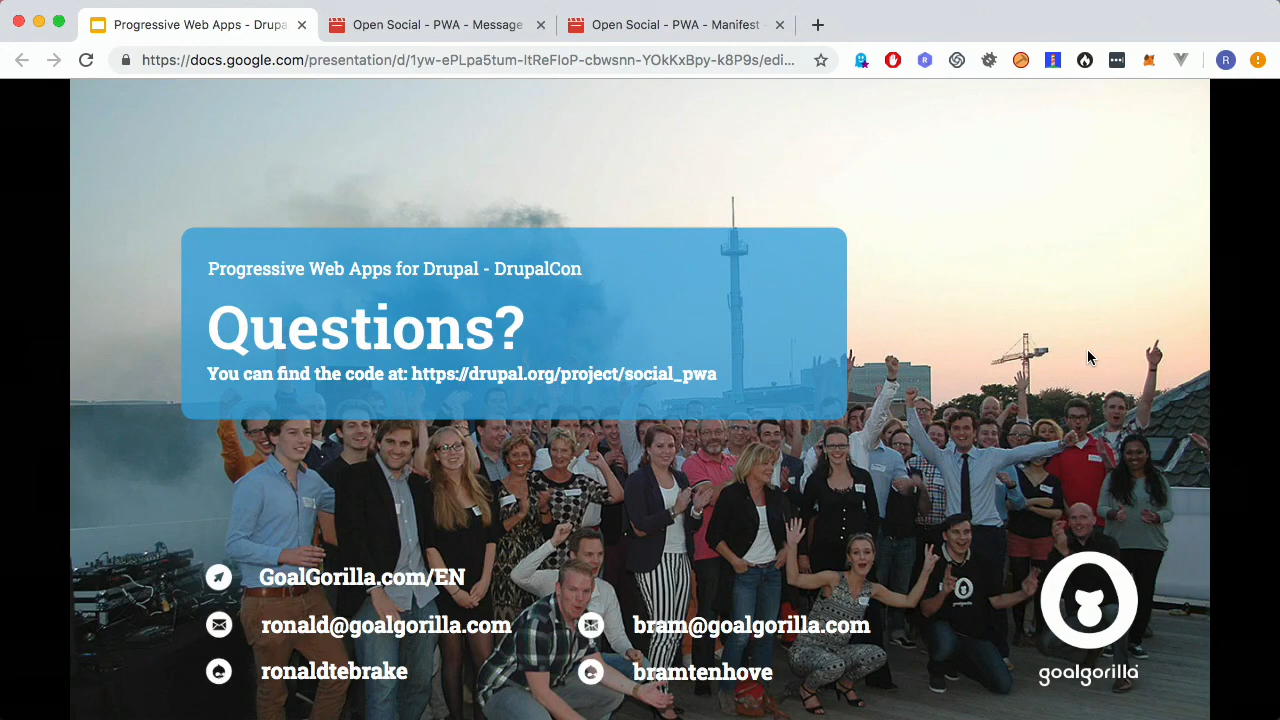 Progressive Web Apps - Drupa
Open Social - PWA - Message
Open Social - PWA - Manifest -
https://docs.google.com/presentation/d/1yw-ePLpa5tum-ltReFIoP-cbwsnn-YOkKxBpy-k8P9s/edi...
R
R
Progressive Web Apps for Drupal - DrupalCon
Questions?
You can find the code at: https://drupal.org/project/social_pwa
GoalGorilla.com/EN
ronald@goalgorilla.com
bram@goalgorilla.com
ronaldtebrake
bramtenhove
goalgorilla